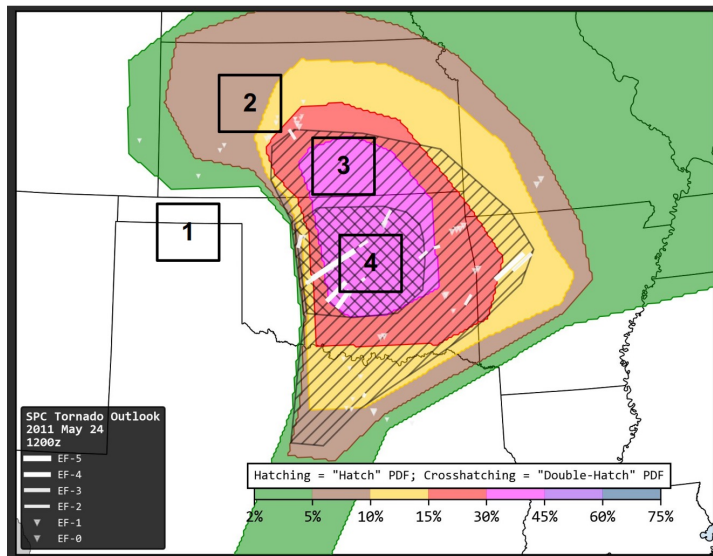 2
3
1
4
SPC Tornado Outlook
2011 May 24
1200z
EF-5
EF-4
EF-3
EF-2
EF-1
EF-0
Hatching = "Hatch" PDF; Crosshatching = "Double-Hatch" PDF
2% 5% 10% 15% 30% 45% 60% 75%